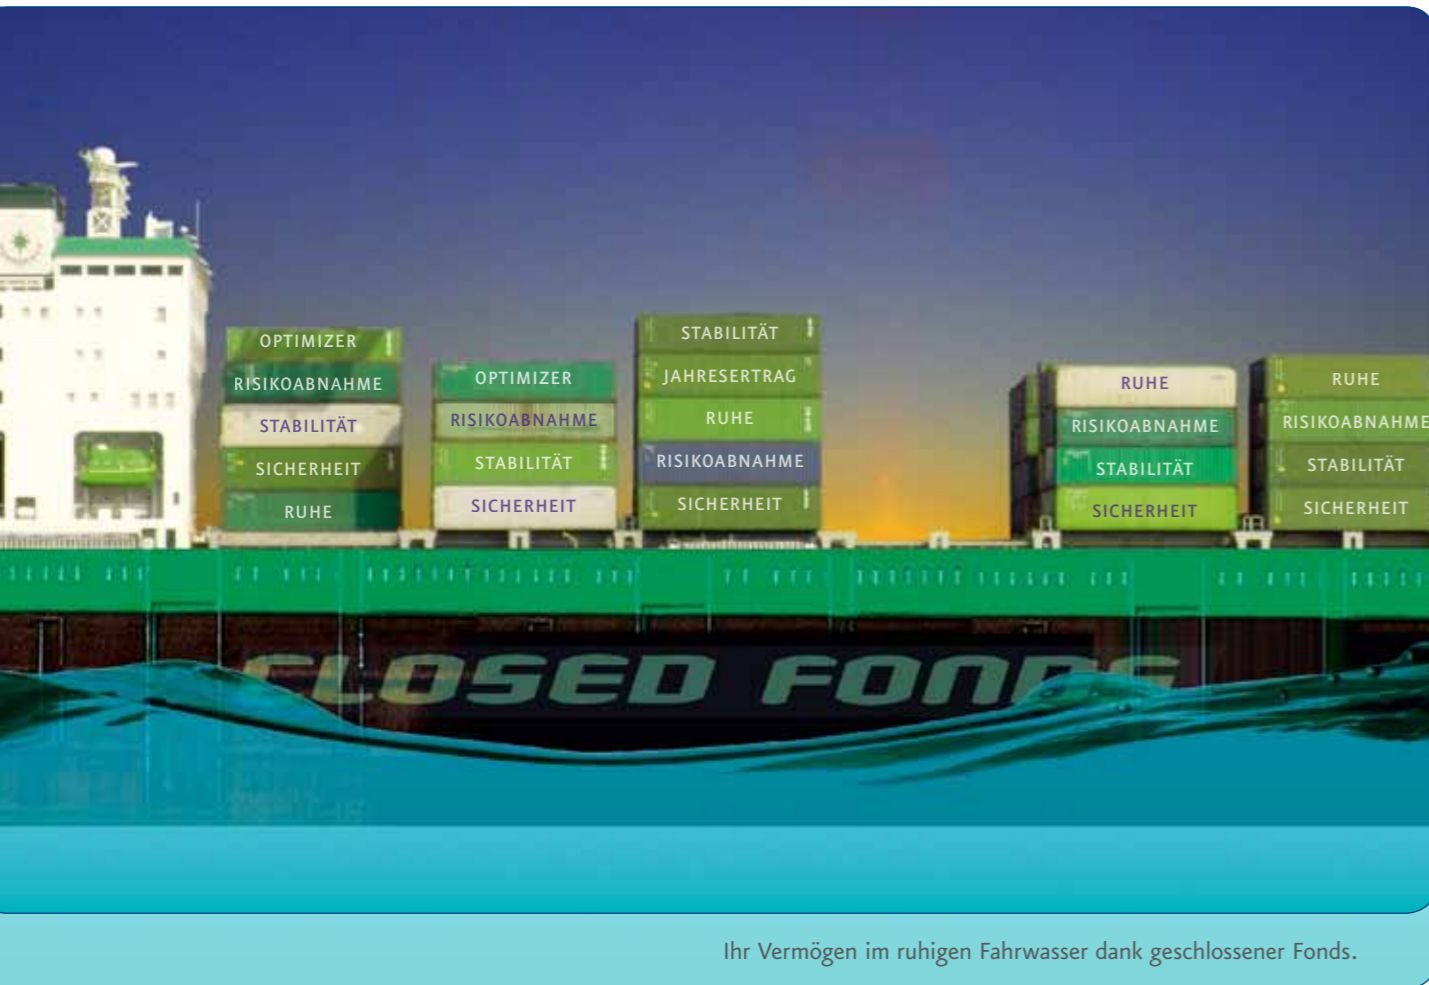 OPTIMIZER
RISIKOABNAHME
STABILITÄT
SICHERHEIT
RUHE
OPTIMIZER
RISIKOABNAHME
STABILITÄT
SICHERHEIT
STABILITÄT
JAHRESERTRAG
RUHE
RISIKOABNAHME
SICHERHEIT
RUHE
RISIKOABNAHME
STABILITÄT
SICHERHEIT
RUHE
RISIKOABNAHME
STABILITÄT
SICHERHEIT
CLOSED FONDS
Ihr Vermögen im ruhigen Fahrwasser dank geschlossener Fonds.